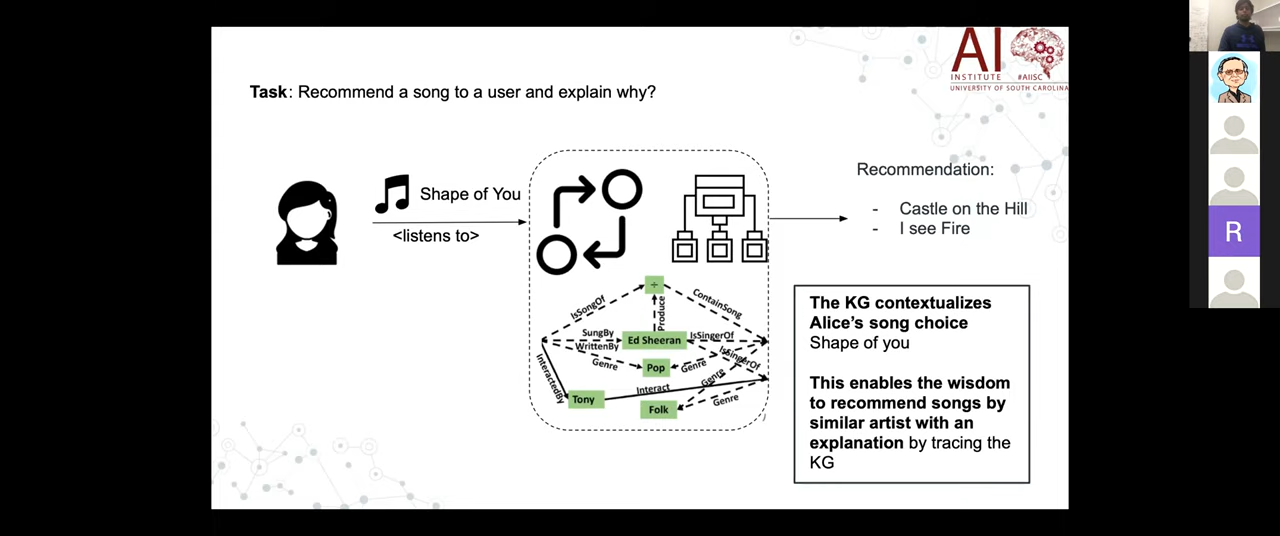 AI
INSTITUTE #AIISC
UNIVERSITY OF SOUTH CAROLINA
Task: Recommend a song to a user and explain why?
Shape of You
<listens to>
Recommendation:
- Castle on the Hill
- I see Fire
÷
IsSongOf
ContainSong
Produce
SungBy
Ed Sheeran
IsSingerOf
WrittenBy
IsSingerOf
Genre
Pop
Genre
Genre
InteractedBy
Interact
Tony
Folk
Genre
The KG contextualizes
Alice’s song choice
Shape of you
This enables the wisdom
to recommend songs by
similar artist with an
explanation by tracing the
KG
R